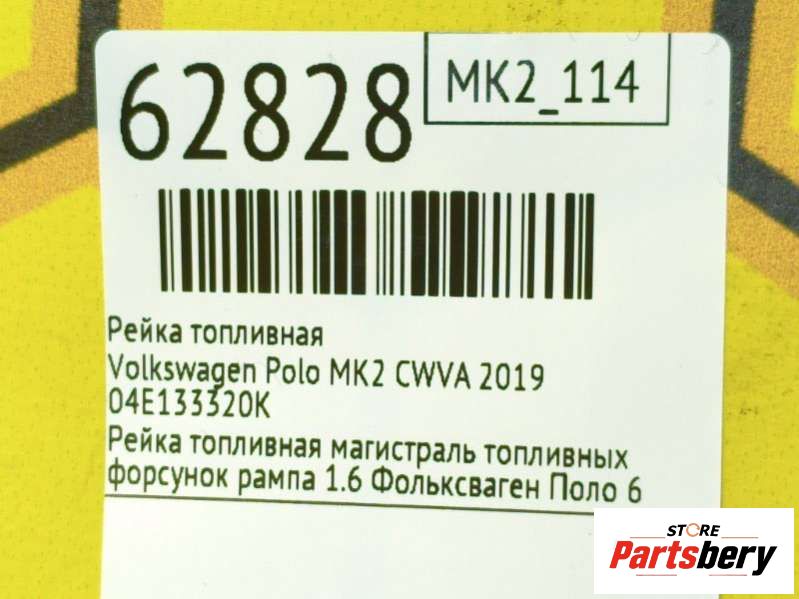 62828
MK2_114
Рейка топливная
Volkswagen Polo MK2 CWVA 2019
04E133320K
Рейка топливная магистраль топливных
форсунок рампа 1.6 Фольксваген Поло 6
STORE
Partsbery